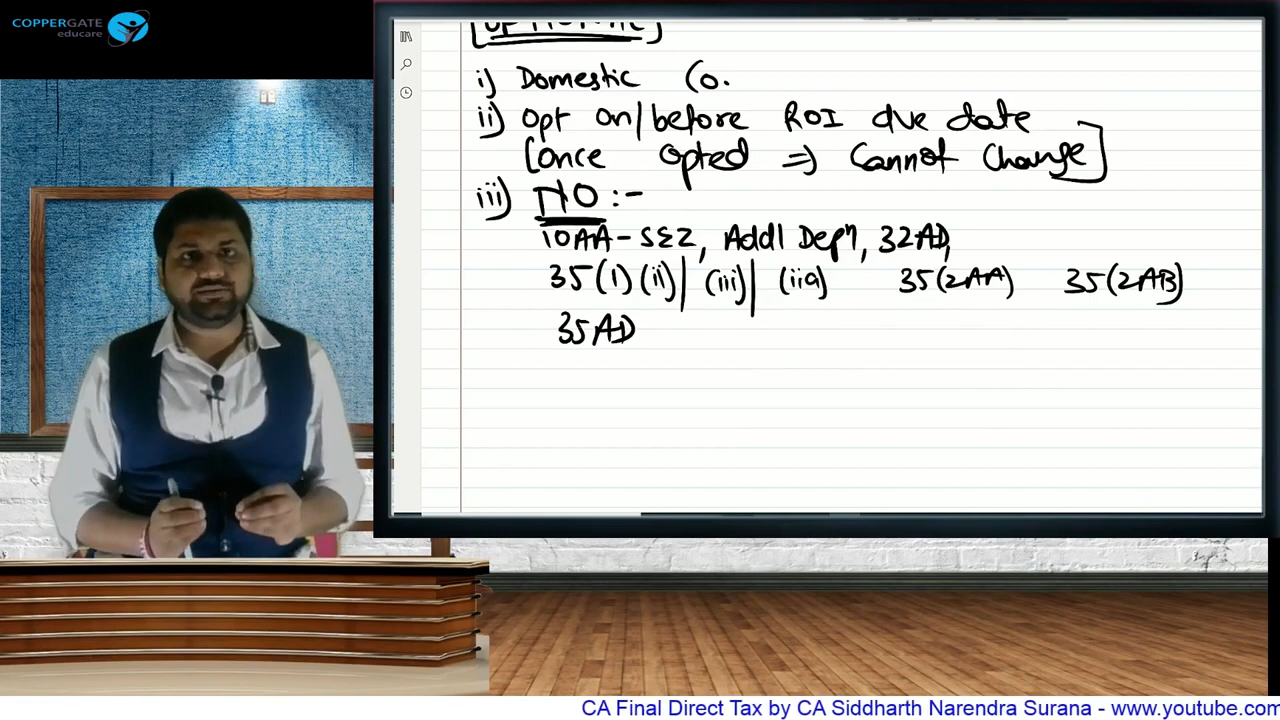 COPPERGATE
educare
[OPTIONAL]
i) Domestic Co.
ii) Opt on/before ROI due date
[Once Opted ⇒ Cannot Change]
iii) NO :-
10AA - SEZ, Addl Depn, 32AD,
35(1)(ii)| (iii)| (iia) 35(2AA) 35(2AB)
35AD
CA Final Direct Tax by CA Siddharth Narendra Surana - www.youtube.com